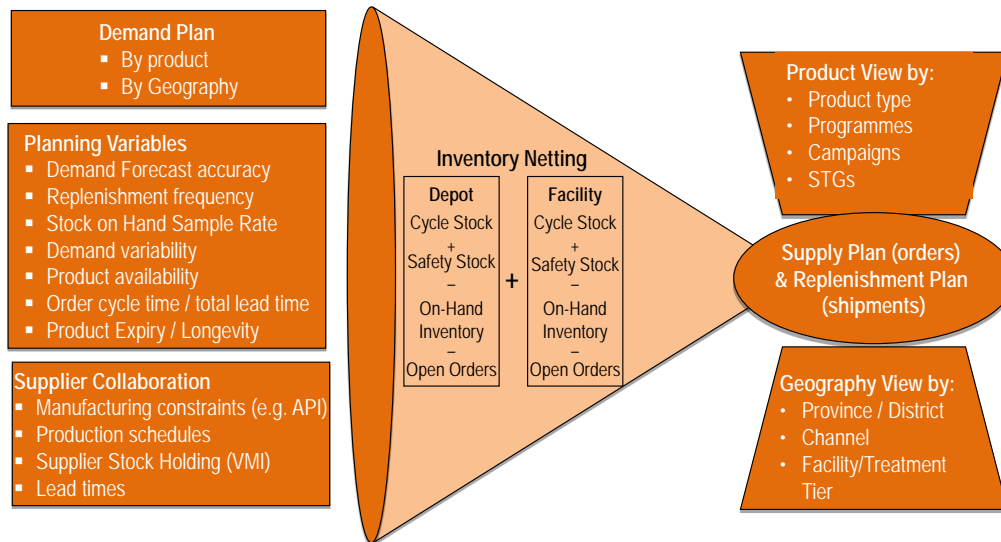 Demand Plan
▪ By product
▪ By Geography
Planning Variables
▪ Demand Forecast accuracy
▪ Replenishment frequency
▪ Stock on Hand Sample Rate
▪ Demand variability
▪ Product availability
▪ Order cycle time / total lead time
▪ Product Expiry / Longevity
Supplier Collaboration
▪ Manufacturing constraints (e.g. API)
▪ Production schedules
▪ Supplier Stock Holding (VMI)
▪ Lead times
Inventory Netting
Depot
Cycle Stock
+
Safety Stock
–
On-Hand
Inventory
–
Open Orders
+
Facility
Cycle Stock
+
Safety Stock
–
On-Hand
Inventory
–
Open Orders
Product View by:
• Product type
• Programmes
• Campaigns
• STGs
Supply Plan (orders)
& Replenishment Plan
(shipments)
Geography View by:
• Province / District
• Channel
• Facility/Treatment
Tier